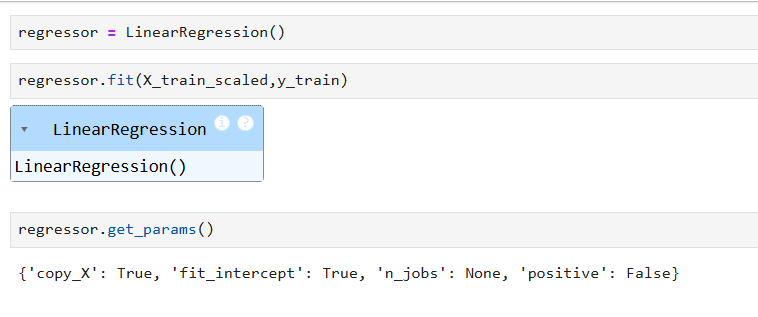 regressor = LinearRegression()
regressor.fit(X_train_scaled,y_train)
LinearRegression i ?
LinearRegression()
regressor.get_params()
{'copy_X': True, 'fit_intercept': True, 'n_jobs': None, 'positive': False}